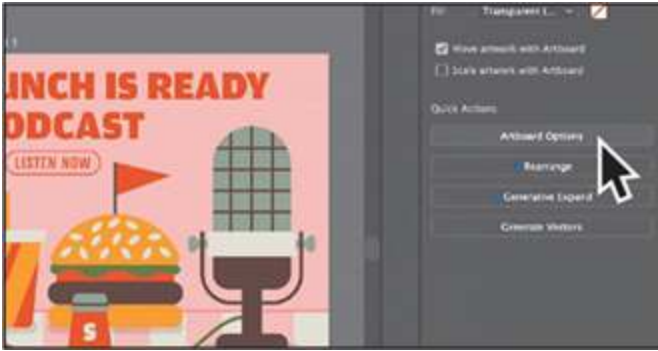 Fill: Transparent (...
Move artwork with Artboard
Scale artwork with Artboard
UNCH IS READY
ODCAST
LISTEN NOW
Quick Actions
Artboard Options
Rearrange
Generative Expand
Generate Vectors
S